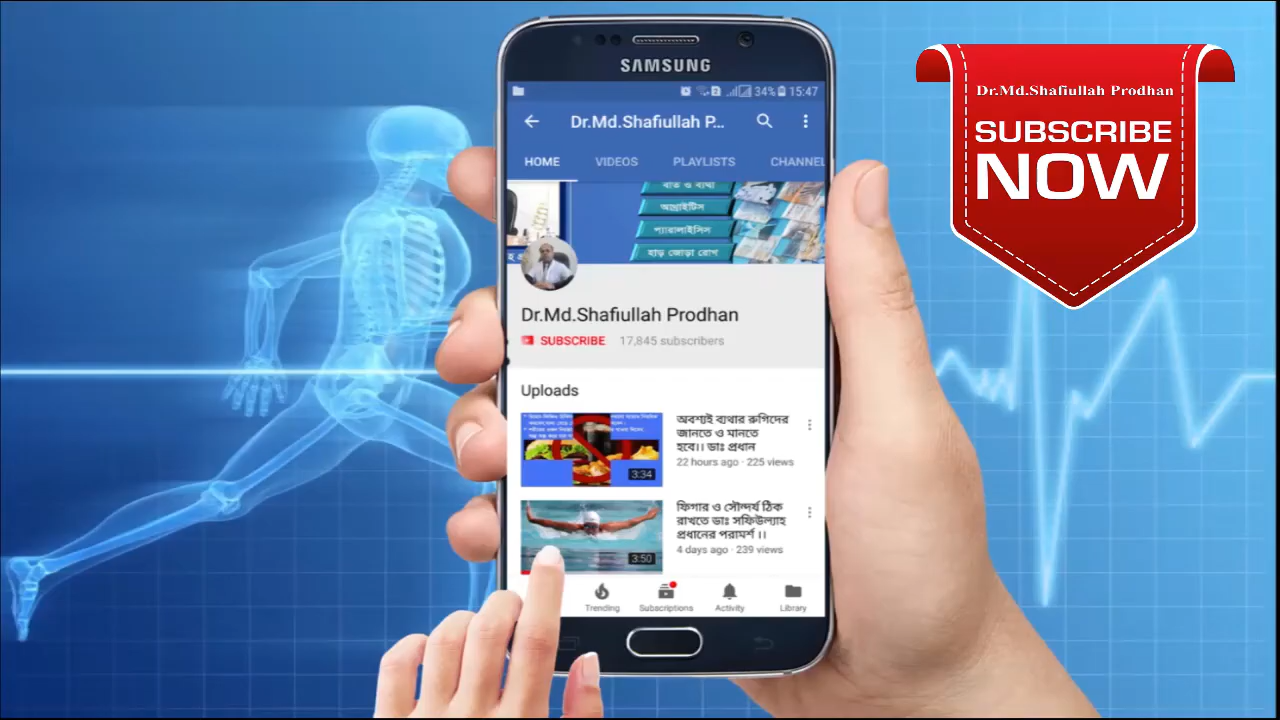 SAMSUNG
34% 15:47
Dr.Md.Shafiullah P...
HOME VIDEOS PLAYLISTS CHANNEL
বাত ও ব্যথা
আর্থ্রাইটিস
প্যারালাইসিস
হাড় জোড়া রোগ
Dr.Md.Shafiullah Prodhan
SUBSCRIBE 17,845 subscribers
Uploads
অবশ্যই ব্যথার রুগিদের
জানতে ও মানতে
হবে।। ডাঃ প্রধান
22 hours ago · 225 views
3:34
ফিগার ও সৌন্দর্য ঠিক
রাখতে ডাঃ সফিউল্যাহ
প্রধানের পরামর্শ ।।
4 days ago · 239 views
3:50
Trending Subscriptions Activity Library
Dr.Md.Shafiullah Prodhan
SUBSCRIBE
NOW